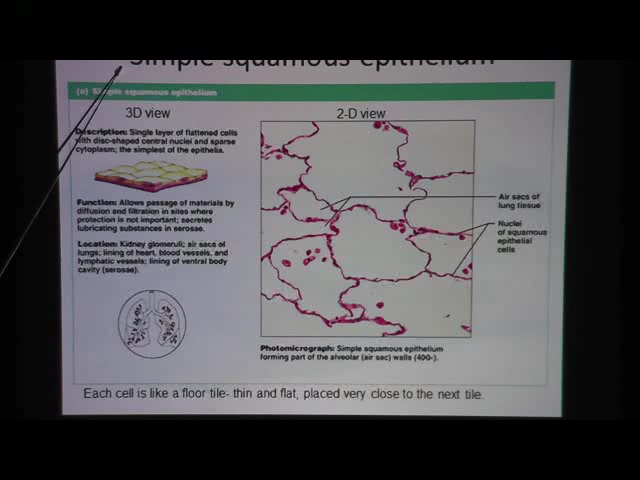 Simple squamous epithelium
(a) Simple squamous epithelium
3D view
2-D view
Description: Single layer of flattened cells
with disc-shaped central nuclei and sparse
cytoplasm; the simplest of the epithelia.
Function: Allows passage of materials by
diffusion and filtration in sites where
protection is not important; secretes
lubricating substances in serosae.
Location: Kidney glomeruli; air sacs of
lungs; lining of heart, blood vessels, and
lymphatic vessels; lining of ventral body
cavity (serosae).
Air sacs of
lung tissue
Nuclei
of squamous
epithelial
cells
Photomicrograph: Simple squamous epithelium
forming part of the alveolar (air sac) walls (400×).
Each cell is like a floor tile- thin and flat, placed very close to the next tile.